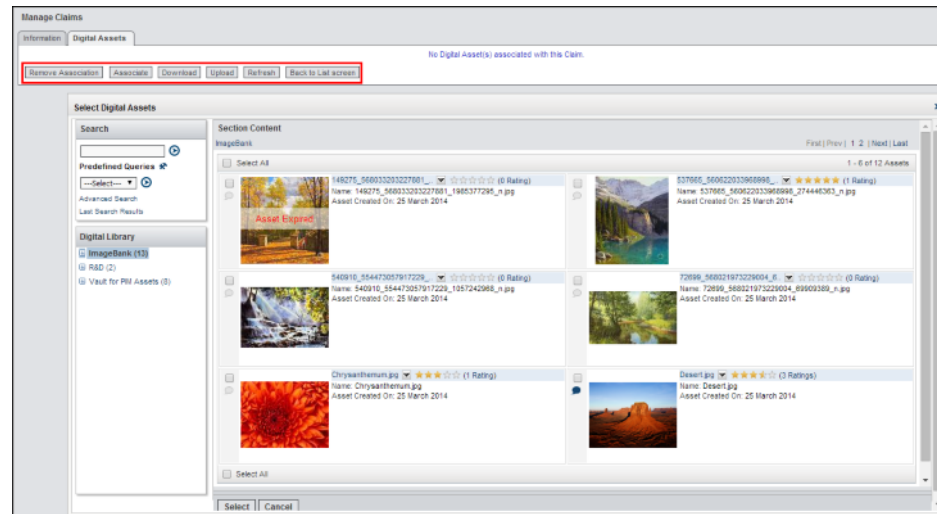 Manage Claims
Information
Digital Assets
No Digital Asset(s) associated with this Claim.
Remove Association
Associate
Download
Upload
Refresh
Back to List screen
Select Digital Assets
Search
Predefined Queries
---Select---
Advanced Search
Last Search Results
Digital Library
ImageBank (13)
R&D (2)
Vault for PIM Assets (8)
Section Content
ImageBank
First | Prev | 1 2 | Next | Last
Select All
1 - 6 of 12 Assets
Asset Expired
149275_568033203227881_... (0 Rating)
Name: 149275_568033203227881_1985377295_n.jpg
Asset Created On: 25 March 2014
537665_560622033968998_... (1 Rating)
Name: 537665_560622033968998_274446363_n.jpg
Asset Created On: 25 March 2014
540910_554473057917229_... (0 Rating)
Name: 540910_554473057917229_1057242968_n.jpg
Asset Created On: 25 March 2014
72699_568021973229004_6.. (0 Rating)
Name: 72699_568021973229004_69909389_n.jpg
Asset Created On: 25 March 2014
Chrysanthemum.jpg (1 Rating)
Name: Chrysanthemum.jpg
Asset Created On: 25 March 2014
Desert.jpg (3 Ratings)
Name: Desert.jpg
Asset Created On: 25 March 2014
Select All
Select
Cancel